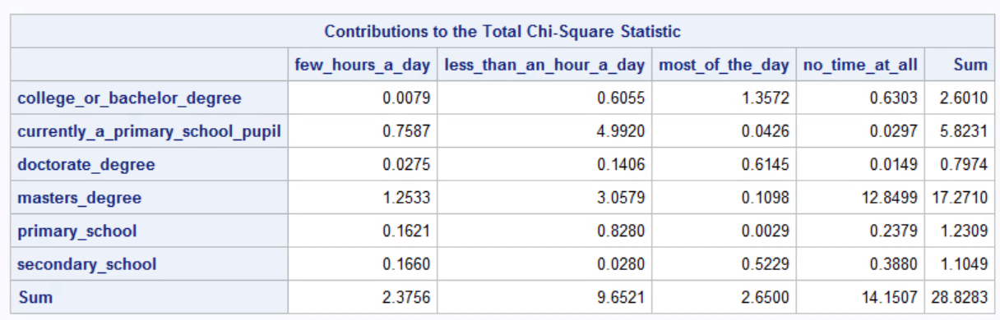 Contributions to the Total Chi-Square Statistic
few_hours_a_day less_than_an_hour_a_day most_of_the_day no_time_at_all Sum
college_or_bachelor_degree 0.0079 0.6055 1.3572 0.6303 2.6010
currently_a_primary_school_pupil 0.7587 4.9920 0.0426 0.0297 5.8231
doctorate_degree 0.0275 0.1406 0.6145 0.0149 0.7974
masters_degree 1.2533 3.0579 0.1098 12.8499 17.2710
primary_school 0.1621 0.8280 0.0029 0.2379 1.2309
secondary_school 0.1660 0.0280 0.5229 0.3880 1.1049
Sum 2.3756 9.6521 2.6500 14.1507 28.8283